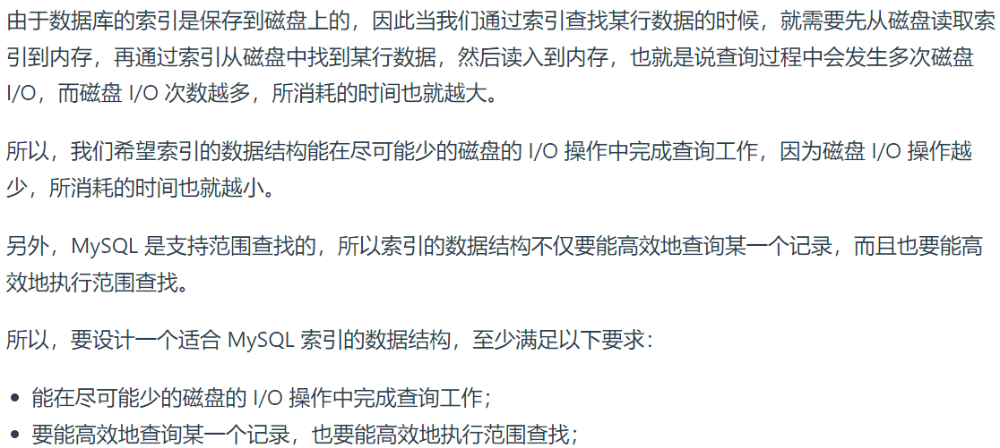 由于数据库的索引是保存到磁盘上的，因此当我们通过索引查找某行数据的时候，就需要先从磁盘读取索
引到内存，再通过索引从磁盘中找到某行数据，然后读入到内存，也就是说查询过程中会发生多次磁盘
I/O，而磁盘 I/O 次数越多，所消耗的时间也就越大。
所以，我们希望索引的数据结构能在尽可能少的磁盘的 I/O 操作中完成查询工作，因为磁盘 I/O 操作越
少，所消耗的时间也就越小。
另外，MySQL 是支持范围查找的，所以索引的数据结构不仅要能高效地查询某一个记录，而且也要能高
效地执行范围查找。
所以，要设计一个适合 MySQL 索引的数据结构，至少满足以下要求：
• 能在尽可能少的磁盘的 I/O 操作中完成查询工作；
• 要能高效地查询某一个记录，也要能高效地执行范围查找；